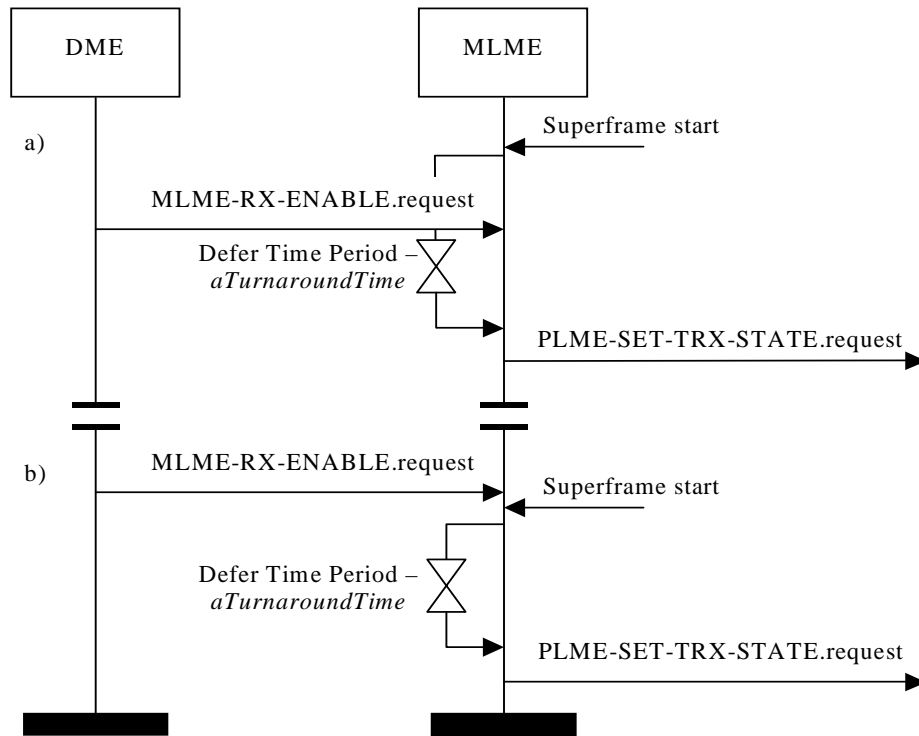 DME
MLME
a)
Superframe start
MLME-RX-ENABLE.request
Defer Time Period –
aTurnaroundTime
PLME-SET-TRX-STATE.request
b)
MLME-RX-ENABLE.request
Superframe start
Defer Time Period –
aTurnaroundTime
PLME-SET-TRX-STATE.request